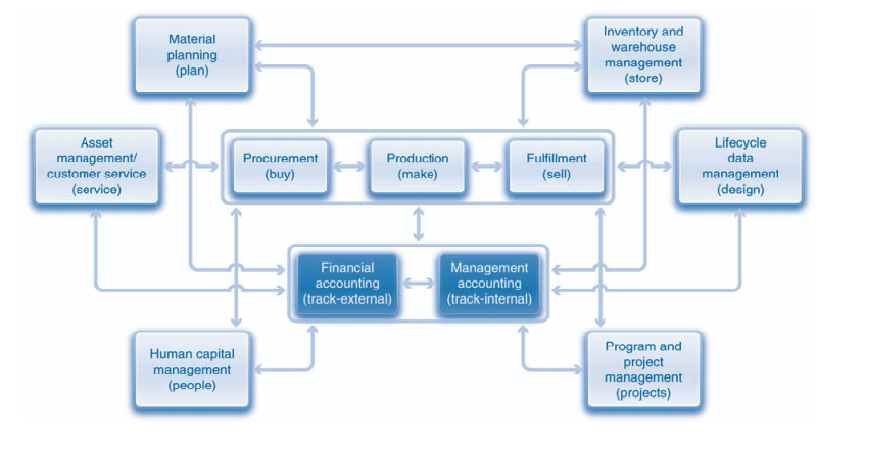 Material
planning
(plan)
Inventory and
warehouse
management
(store)
Asset
management/
customer service
(service)
Procurement
(buy)
Production
(make)
Fulfillment
(sell)
Lifecycle
data
management
(design)
Financial
accounting
(track-external)
Management
accounting
(track-internal)
Human capital
management
(people)
Program and
project
management
(projects)